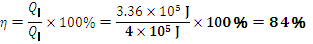 η = Q₁/Q₁ × 100% = 3.36 × 10⁵ J / 4 × 10⁵ J × 100% = 84%